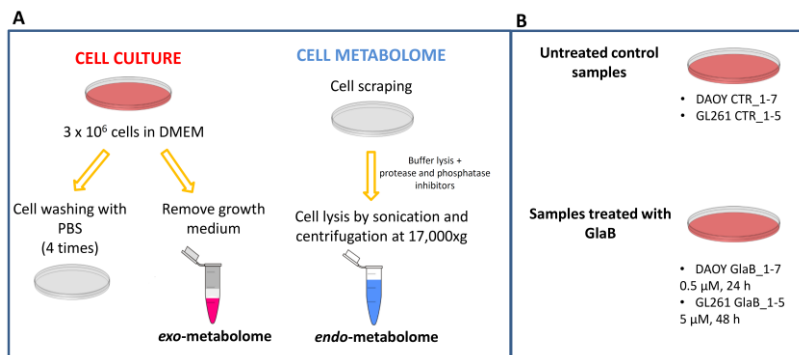 A
CELL CULTURE
3 x 10⁶ cells in DMEM
Cell washing with
PBS
(4 times)
Remove growth
medium
exo-metabolome
CELL METABOLOME
Cell scraping
Buffer lysis +
protease and phosphatase
inhibitors
Cell lysis by sonication and
centrifugation at 17,000xg
endo-metabolome
B
Untreated control
samples
• DAOY CTR_1-7
• GL261 CTR_1-5
Samples treated with
GlaB
• DAOY GlaB_1-7
0.5 µM, 24 h
• GL261 GlaB_1-5
5 µM, 48 h